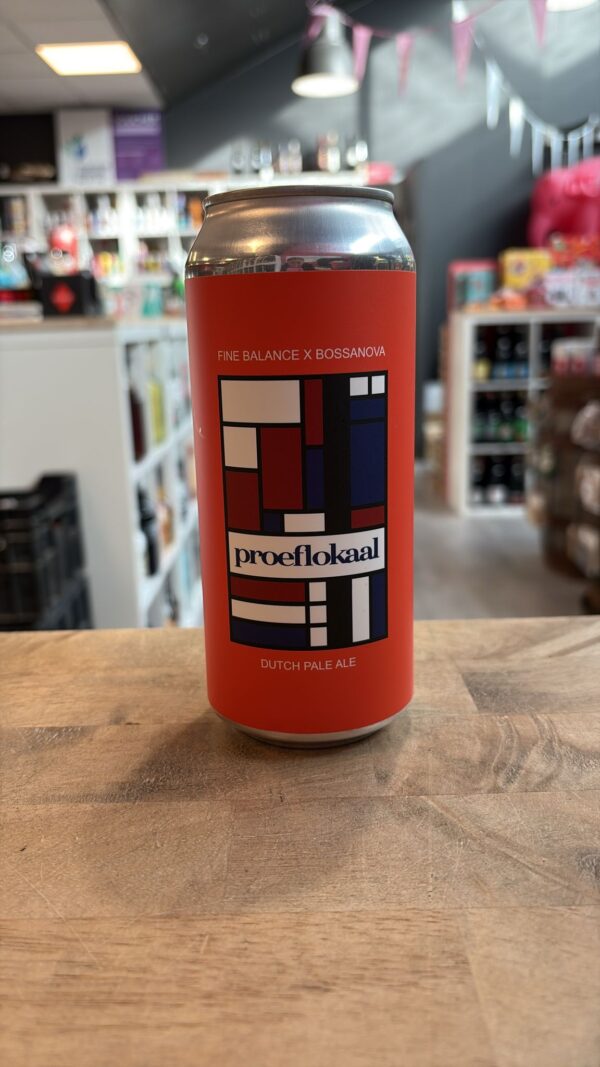 FINE BALANCE X BOSSANOVA
proeflokaal
DUTCH PALE ALE